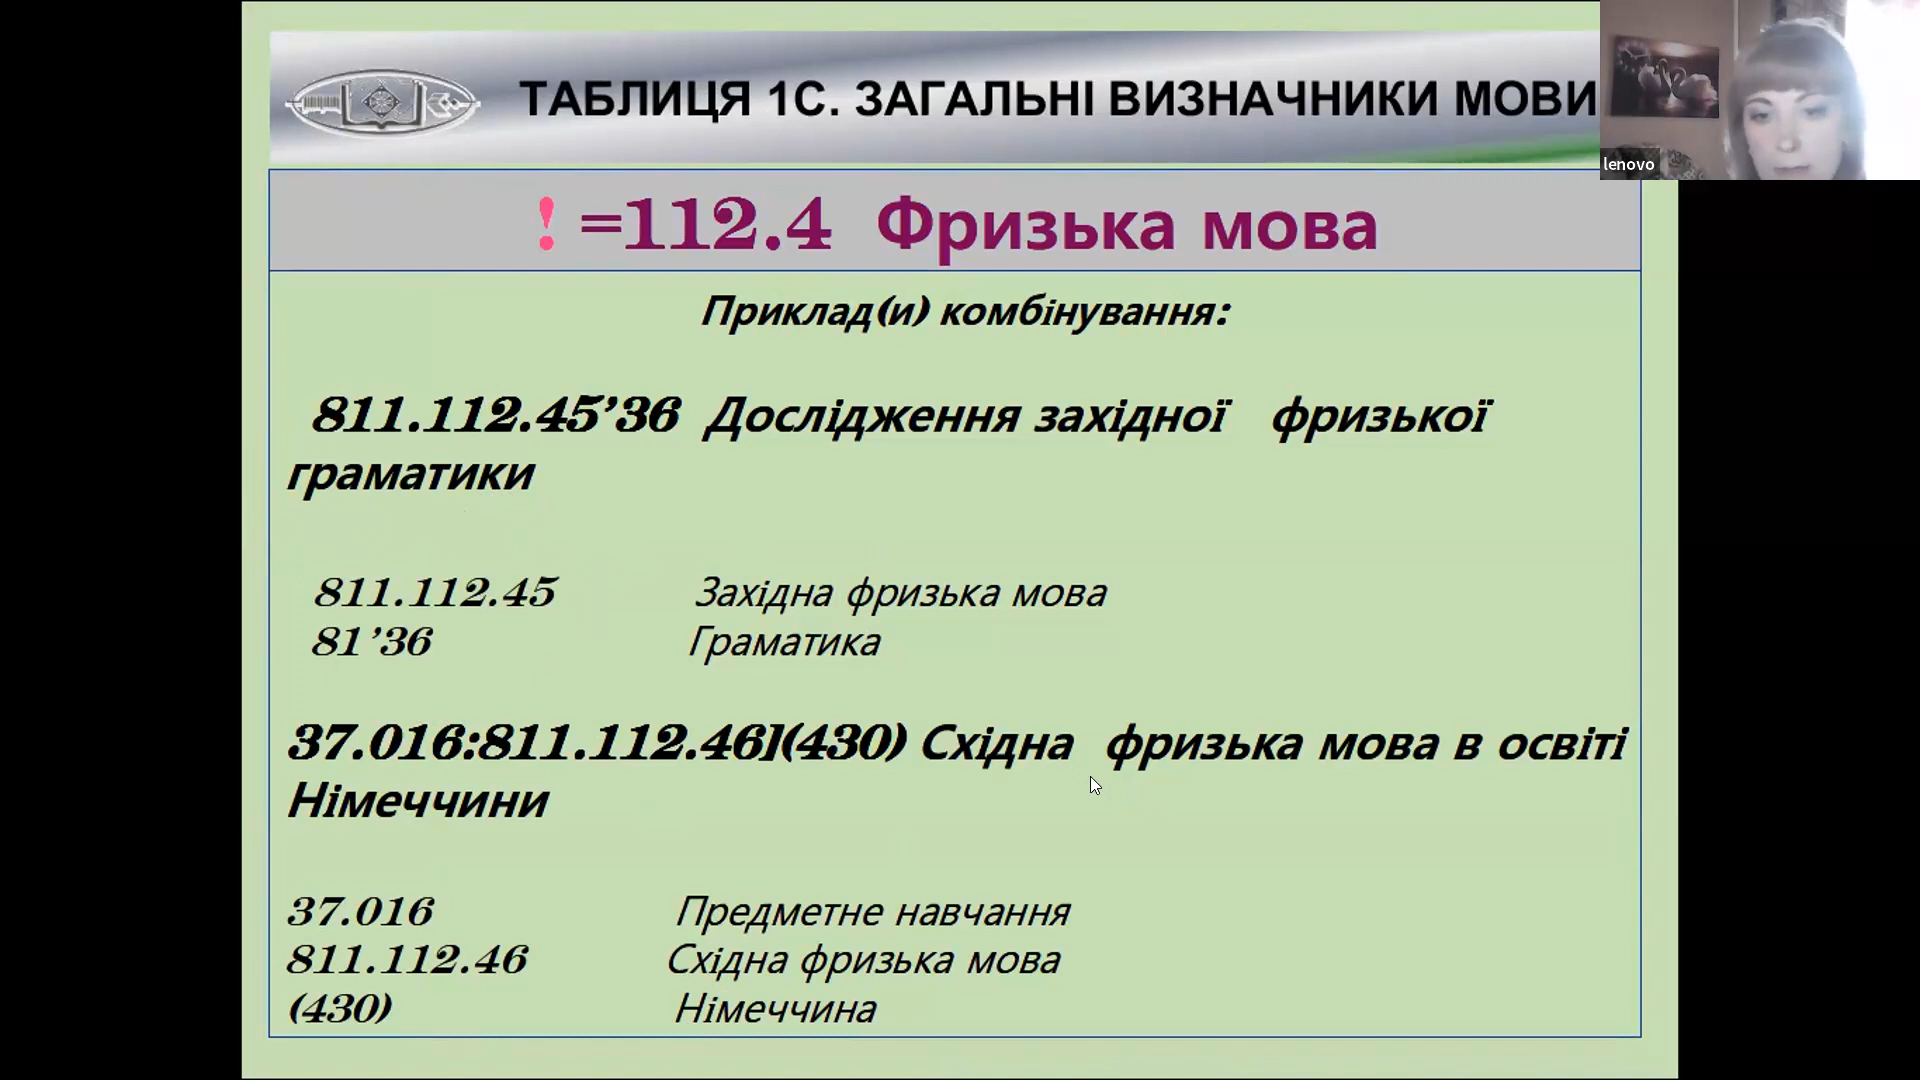 ТАБЛИЦЯ 1С. ЗАГАЛЬНІ ВИЗНАЧНИКИ МОВИ
lenovo
! =112.4 Фризька мова
Приклад(и) комбінування:
811.112.45’36 Дослідження західної фризької
граматики
811.112.45 Західна фризька мова
81’36 Граматика
37.016:811.112.46](430) Східна фризька мова в освіті
Німеччини
37.016 Предметне навчання
811.112.46 Східна фризька мова
(430) Німеччина